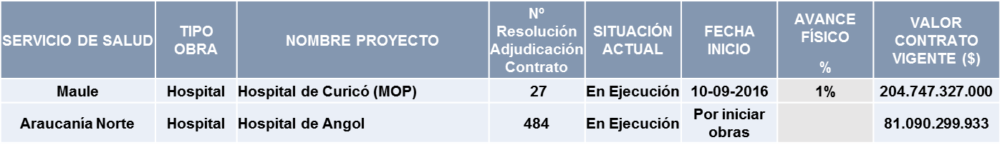 SERVICIO DE SALUD
TIPO
OBRA
NOMBRE PROYECTO
Nº
Resolución
Adjudicación
Contrato
SITUACIÓN
ACTUAL
FECHA
INICIO
AVANCE
FÍSICO
%
VALOR
CONTRATO
VIGENTE ($)
Maule
Hospital
Hospital de Curicó (MOP)
27
En Ejecución
10-09-2016
1%
204.747.327.000
Araucanía Norte
Hospital
Hospital de Angol
484
En Ejecución
Por iniciar
obras
81.090.299.933